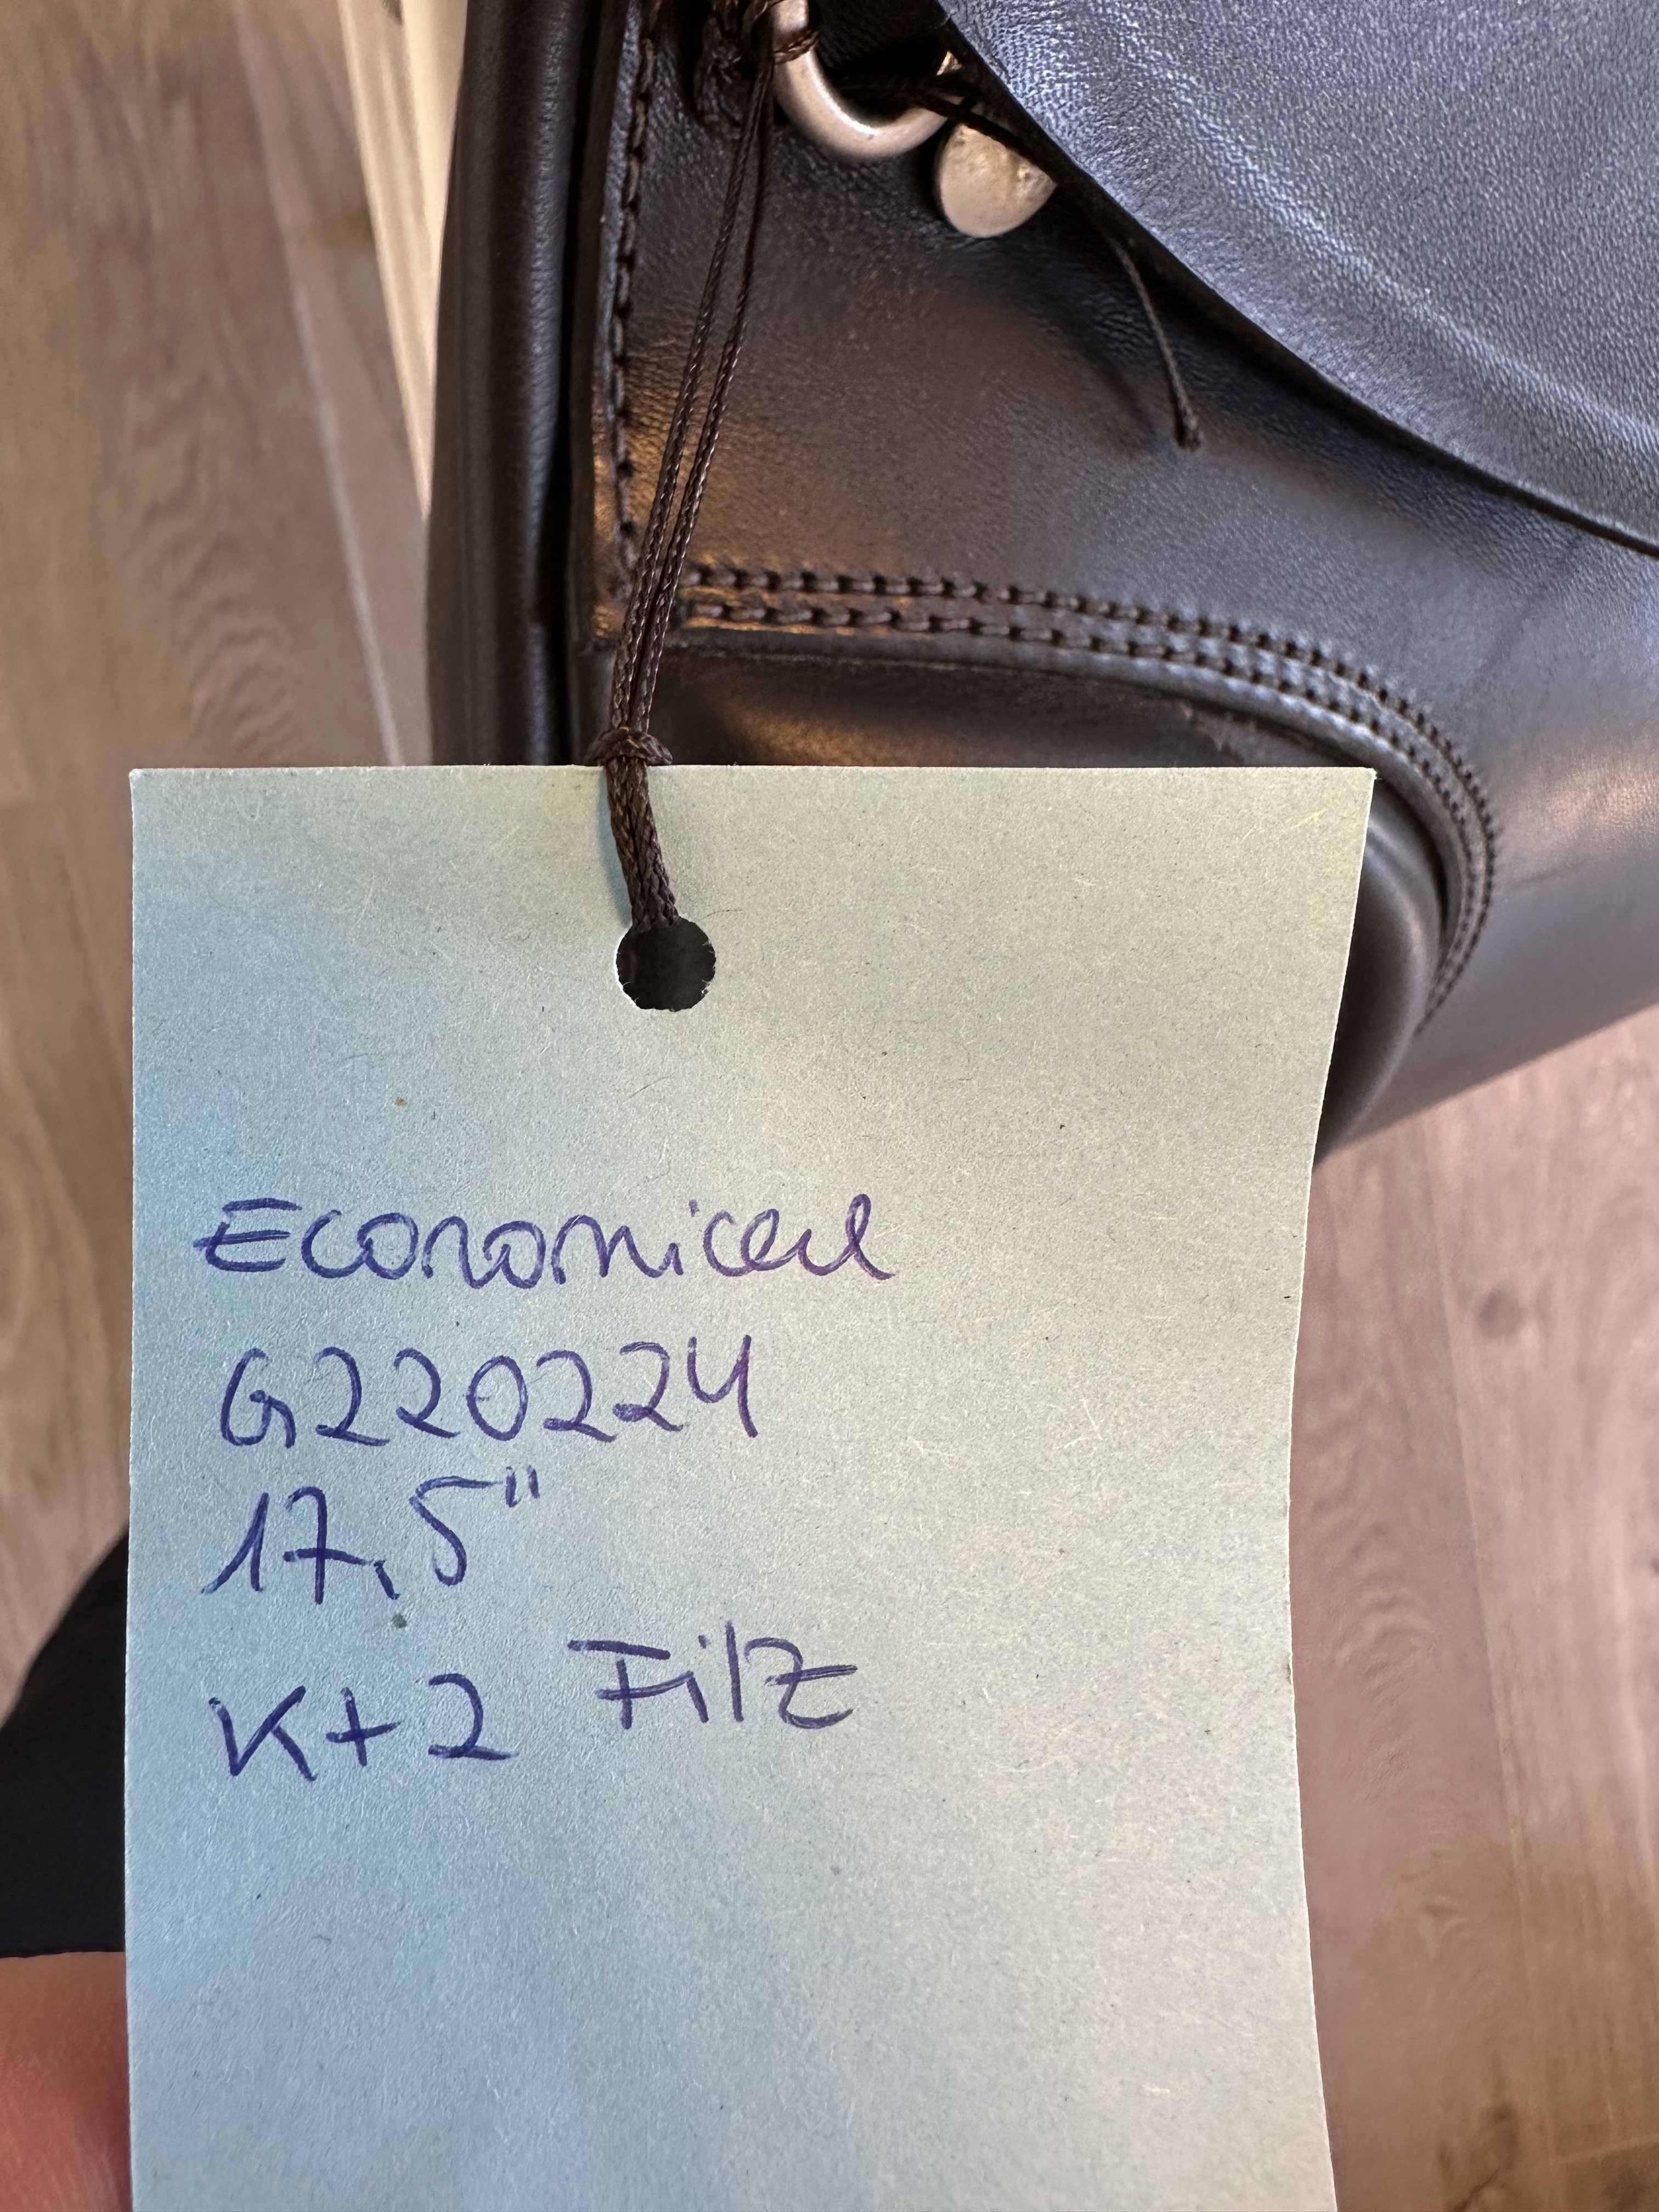 Economical
G220224
17,5"
K+2 Filz